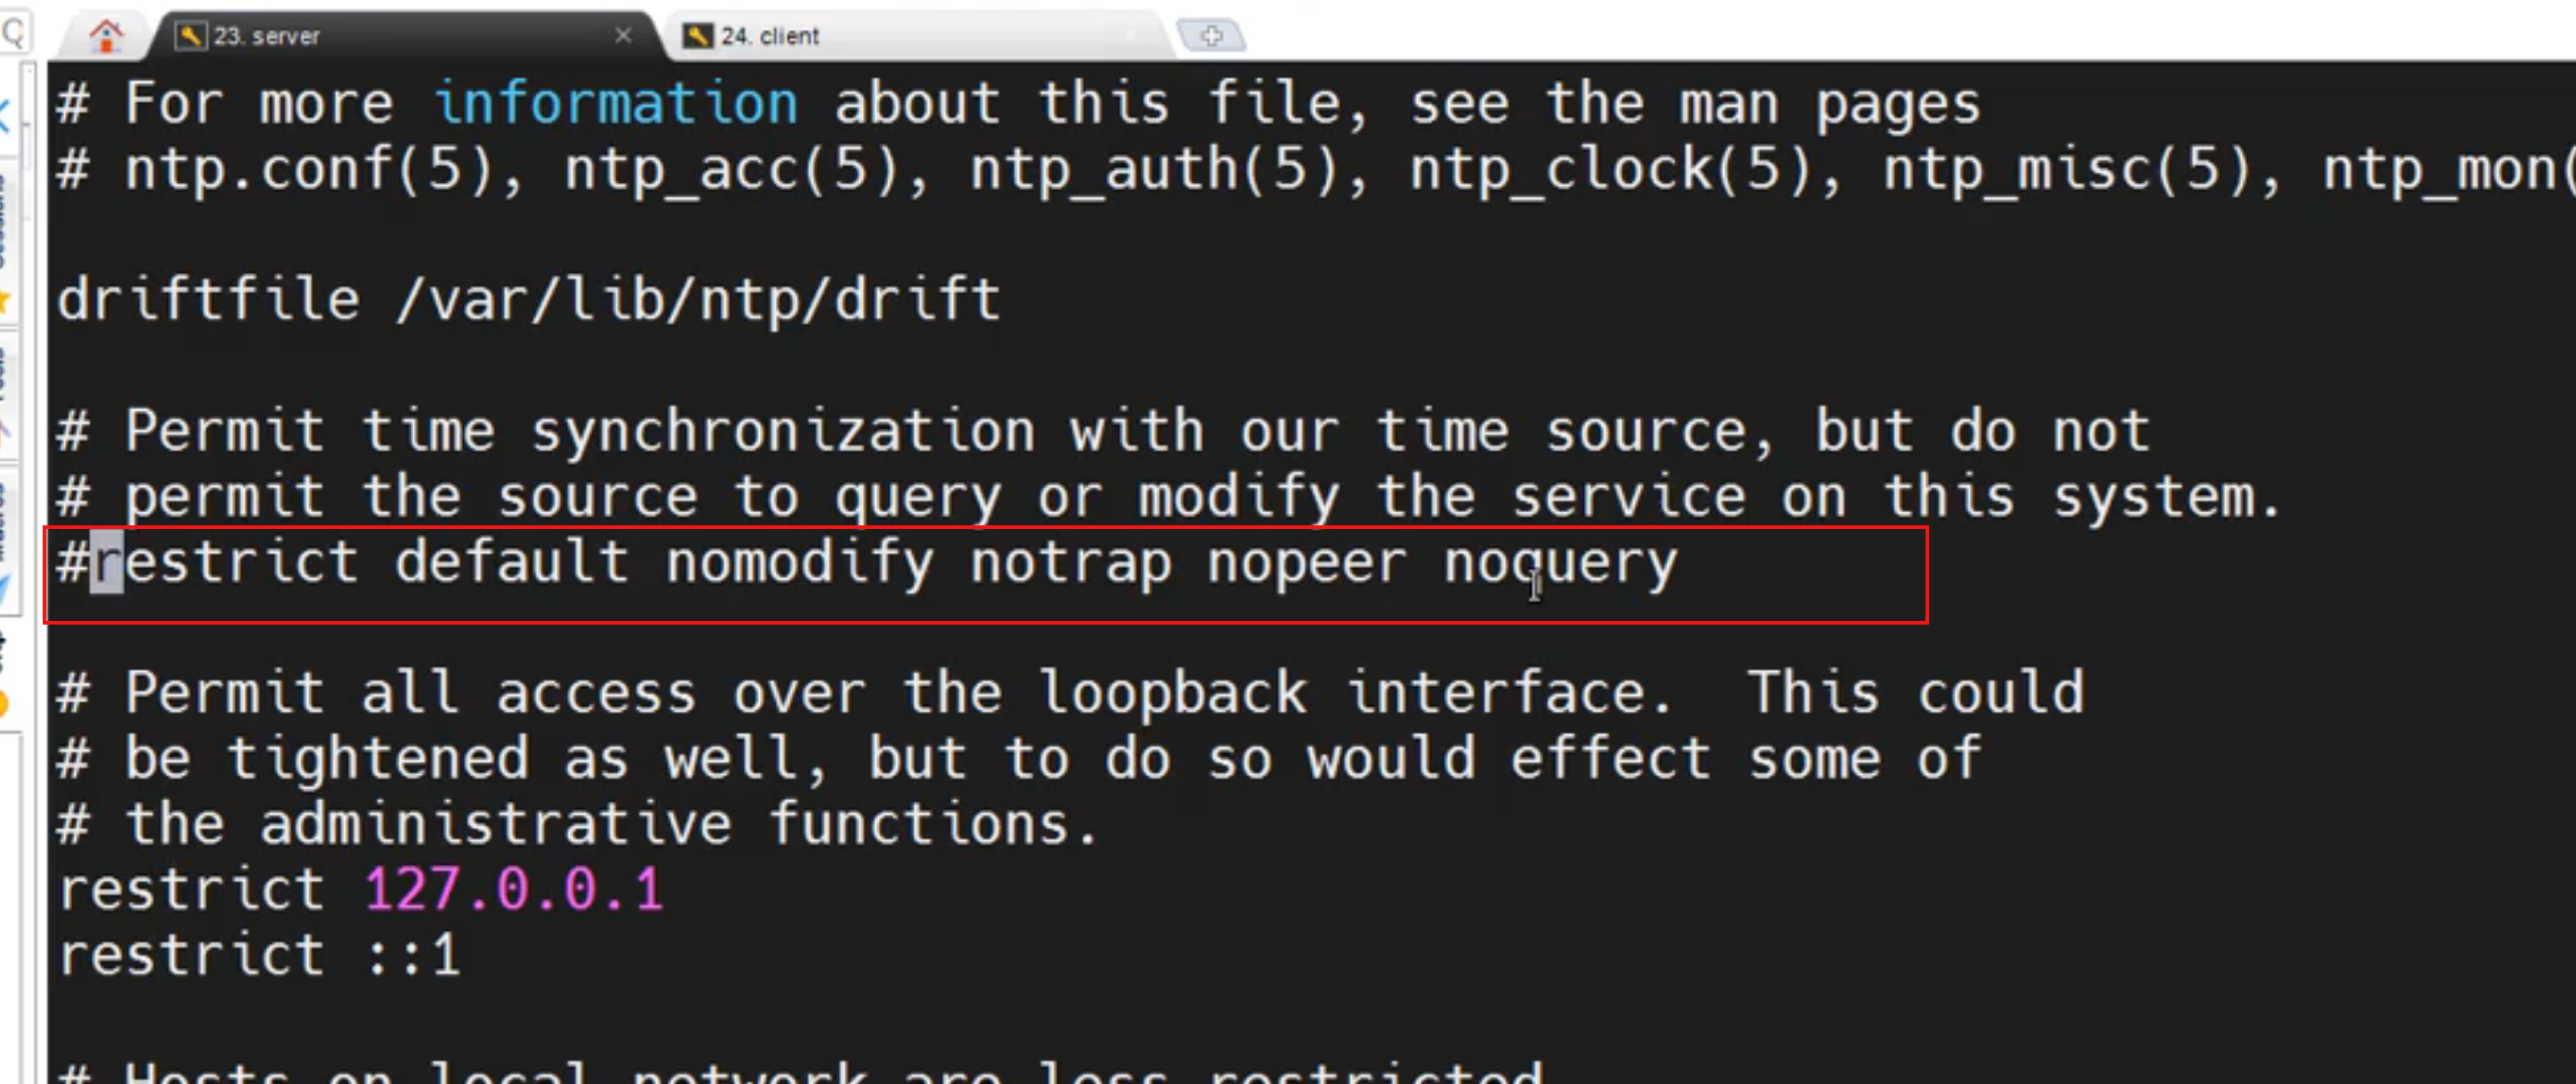 23. server
24. client
# For more information about this file, see the man pages
# ntp.conf(5), ntp_acc(5), ntp_auth(5), ntp_clock(5), ntp_misc(5), ntp_mon(
driftfile /var/lib/ntp/drift
# Permit time synchronization with our time source, but do not
# permit the source to query or modify the service on this system.
#restrict default nomodify notrap nopeer noquery
# Permit all access over the loopback interface.  This could
# be tightened as well, but to do so would effect some of
# the administrative functions.
restrict 127.0.0.1
restrict ::1
# Hosts on local network are less restricted